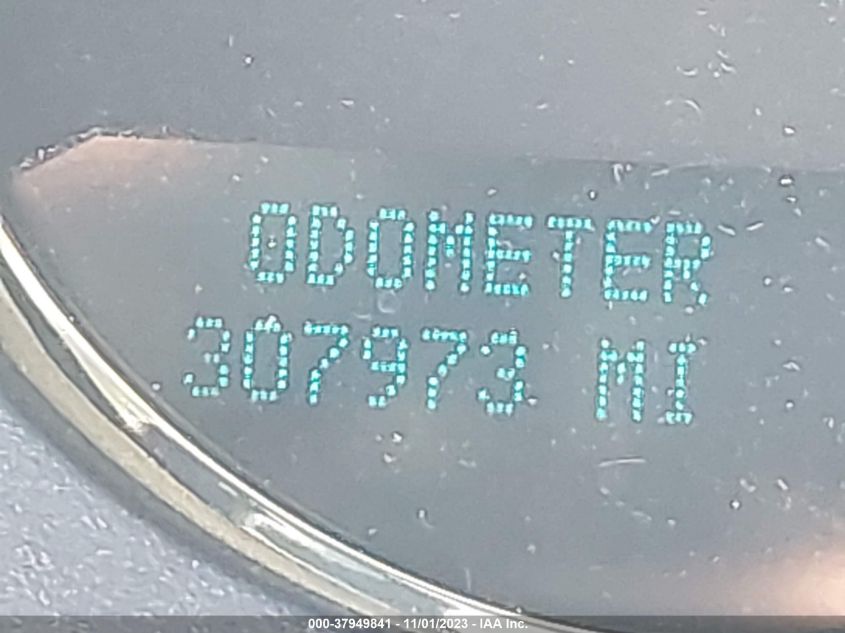 ODOMETER
307973 MI
000-37949841 - 11/01/2023 - IAA Inc.